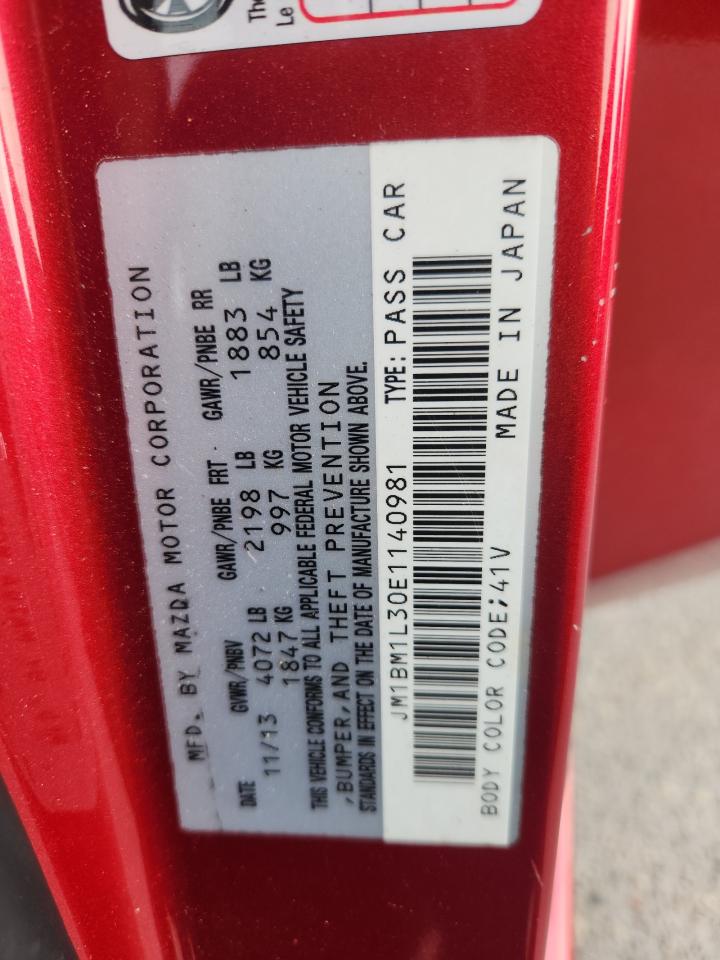 The
Le
MFD. BY MAZDA MOTOR CORPORATION
DATE GVWR/PNBV GAWR/PNBE FRT GAWR/PNBE RR
11/13 4072 LB 2198 LB 1883 LB
1847 KG 997 KG 854 KG
THIS VEHICLE CONFORMS TO ALL APPLICABLE FEDERAL MOTOR VEHICLE SAFETY
,BUMPER,AND THEFT PREVENTION
STANDARDS IN EFFECT ON THE DATE OF MANUFACTURE SHOWN ABOVE.
JM1BM1L30E1140981 TYPE: PASS CAR
BODY COLOR CODE;41V MADE IN JAPAN